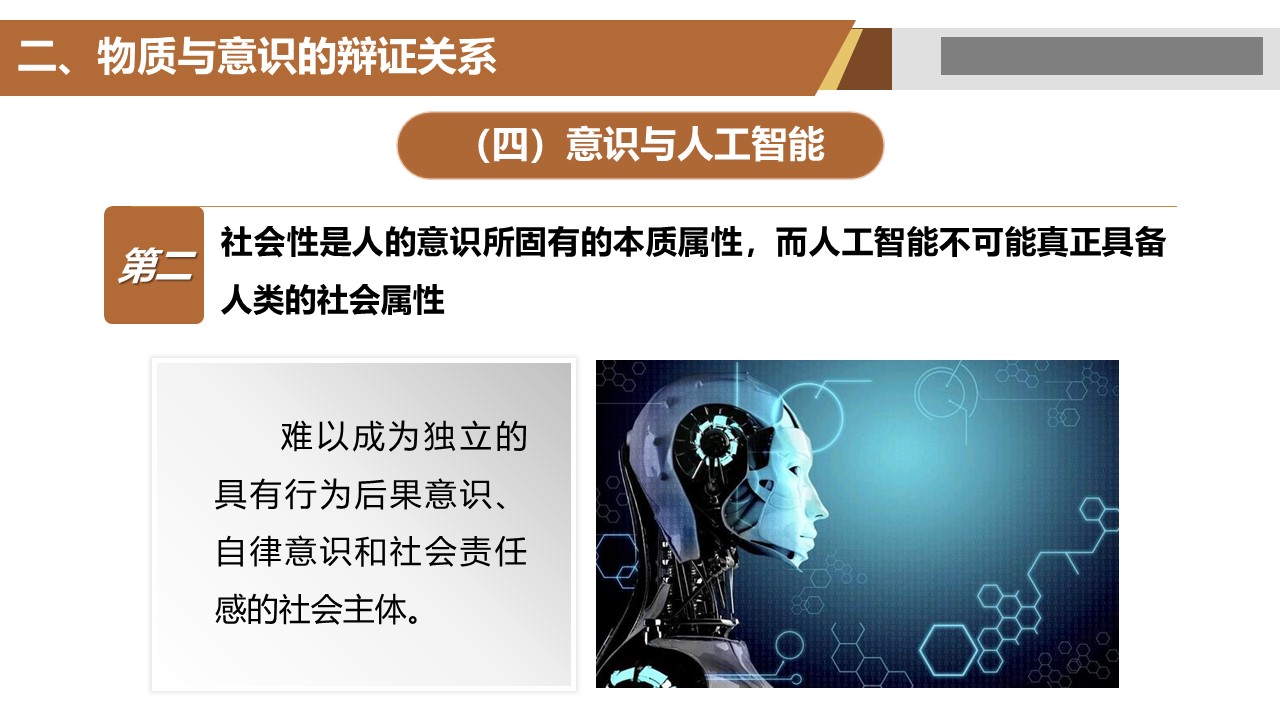 二、物质与意识的辩证关系
（四）意识与人工智能
第二
社会性是人的意识所固有的本质属性，而人工智能不可能真正具备
人类的社会属性
难以成为独立的
具有行为后果意识、
自律意识和社会责任
感的社会主体。